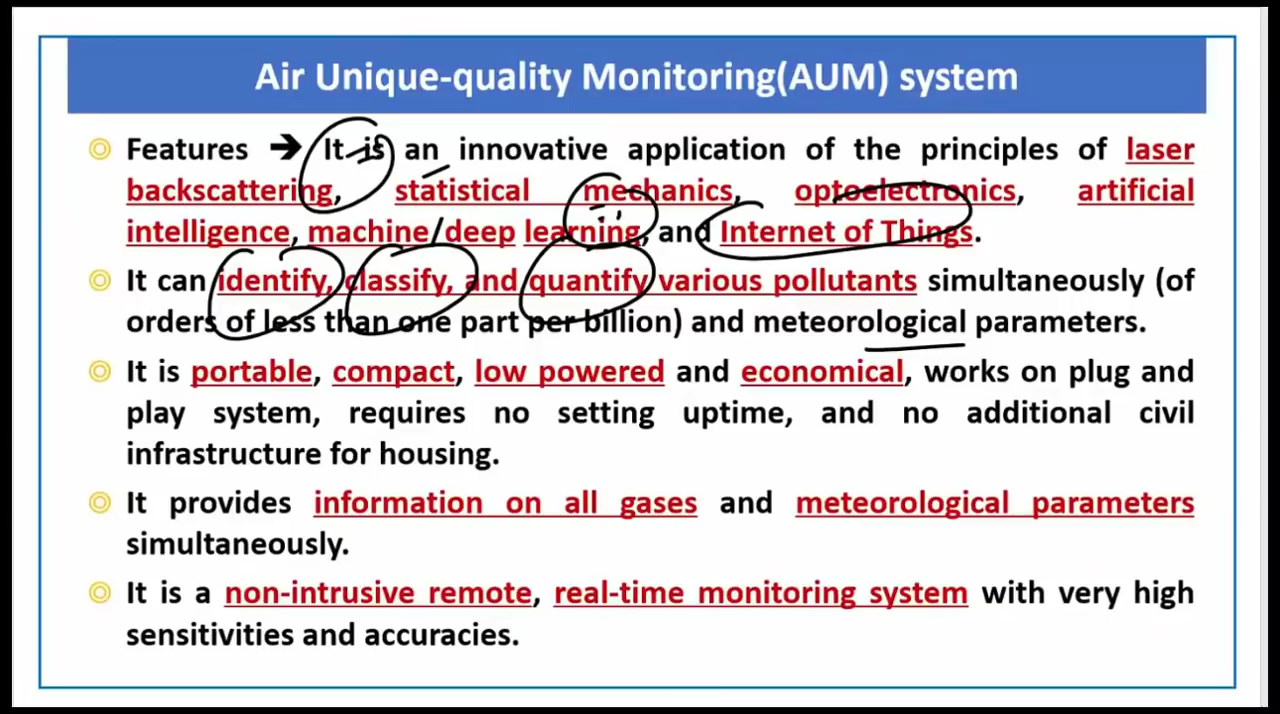 Air Unique-quality Monitoring(AUM) system
Features ➔ It is an innovative application of the principles of laser
backscattering, statistical mechanics, optoelectronics, artificial
intelligence, machine/deep learning, and Internet of Things.
It can identify, classify, and quantify various pollutants simultaneously (of
orders of less than one part per billion) and meteorological parameters.
It is portable, compact, low powered and economical, works on plug and
play system, requires no setting uptime, and no additional civil
infrastructure for housing.
It provides information on all gases and meteorological parameters
simultaneously.
It is a non-intrusive remote, real-time monitoring system with very high
sensitivities and accuracies.